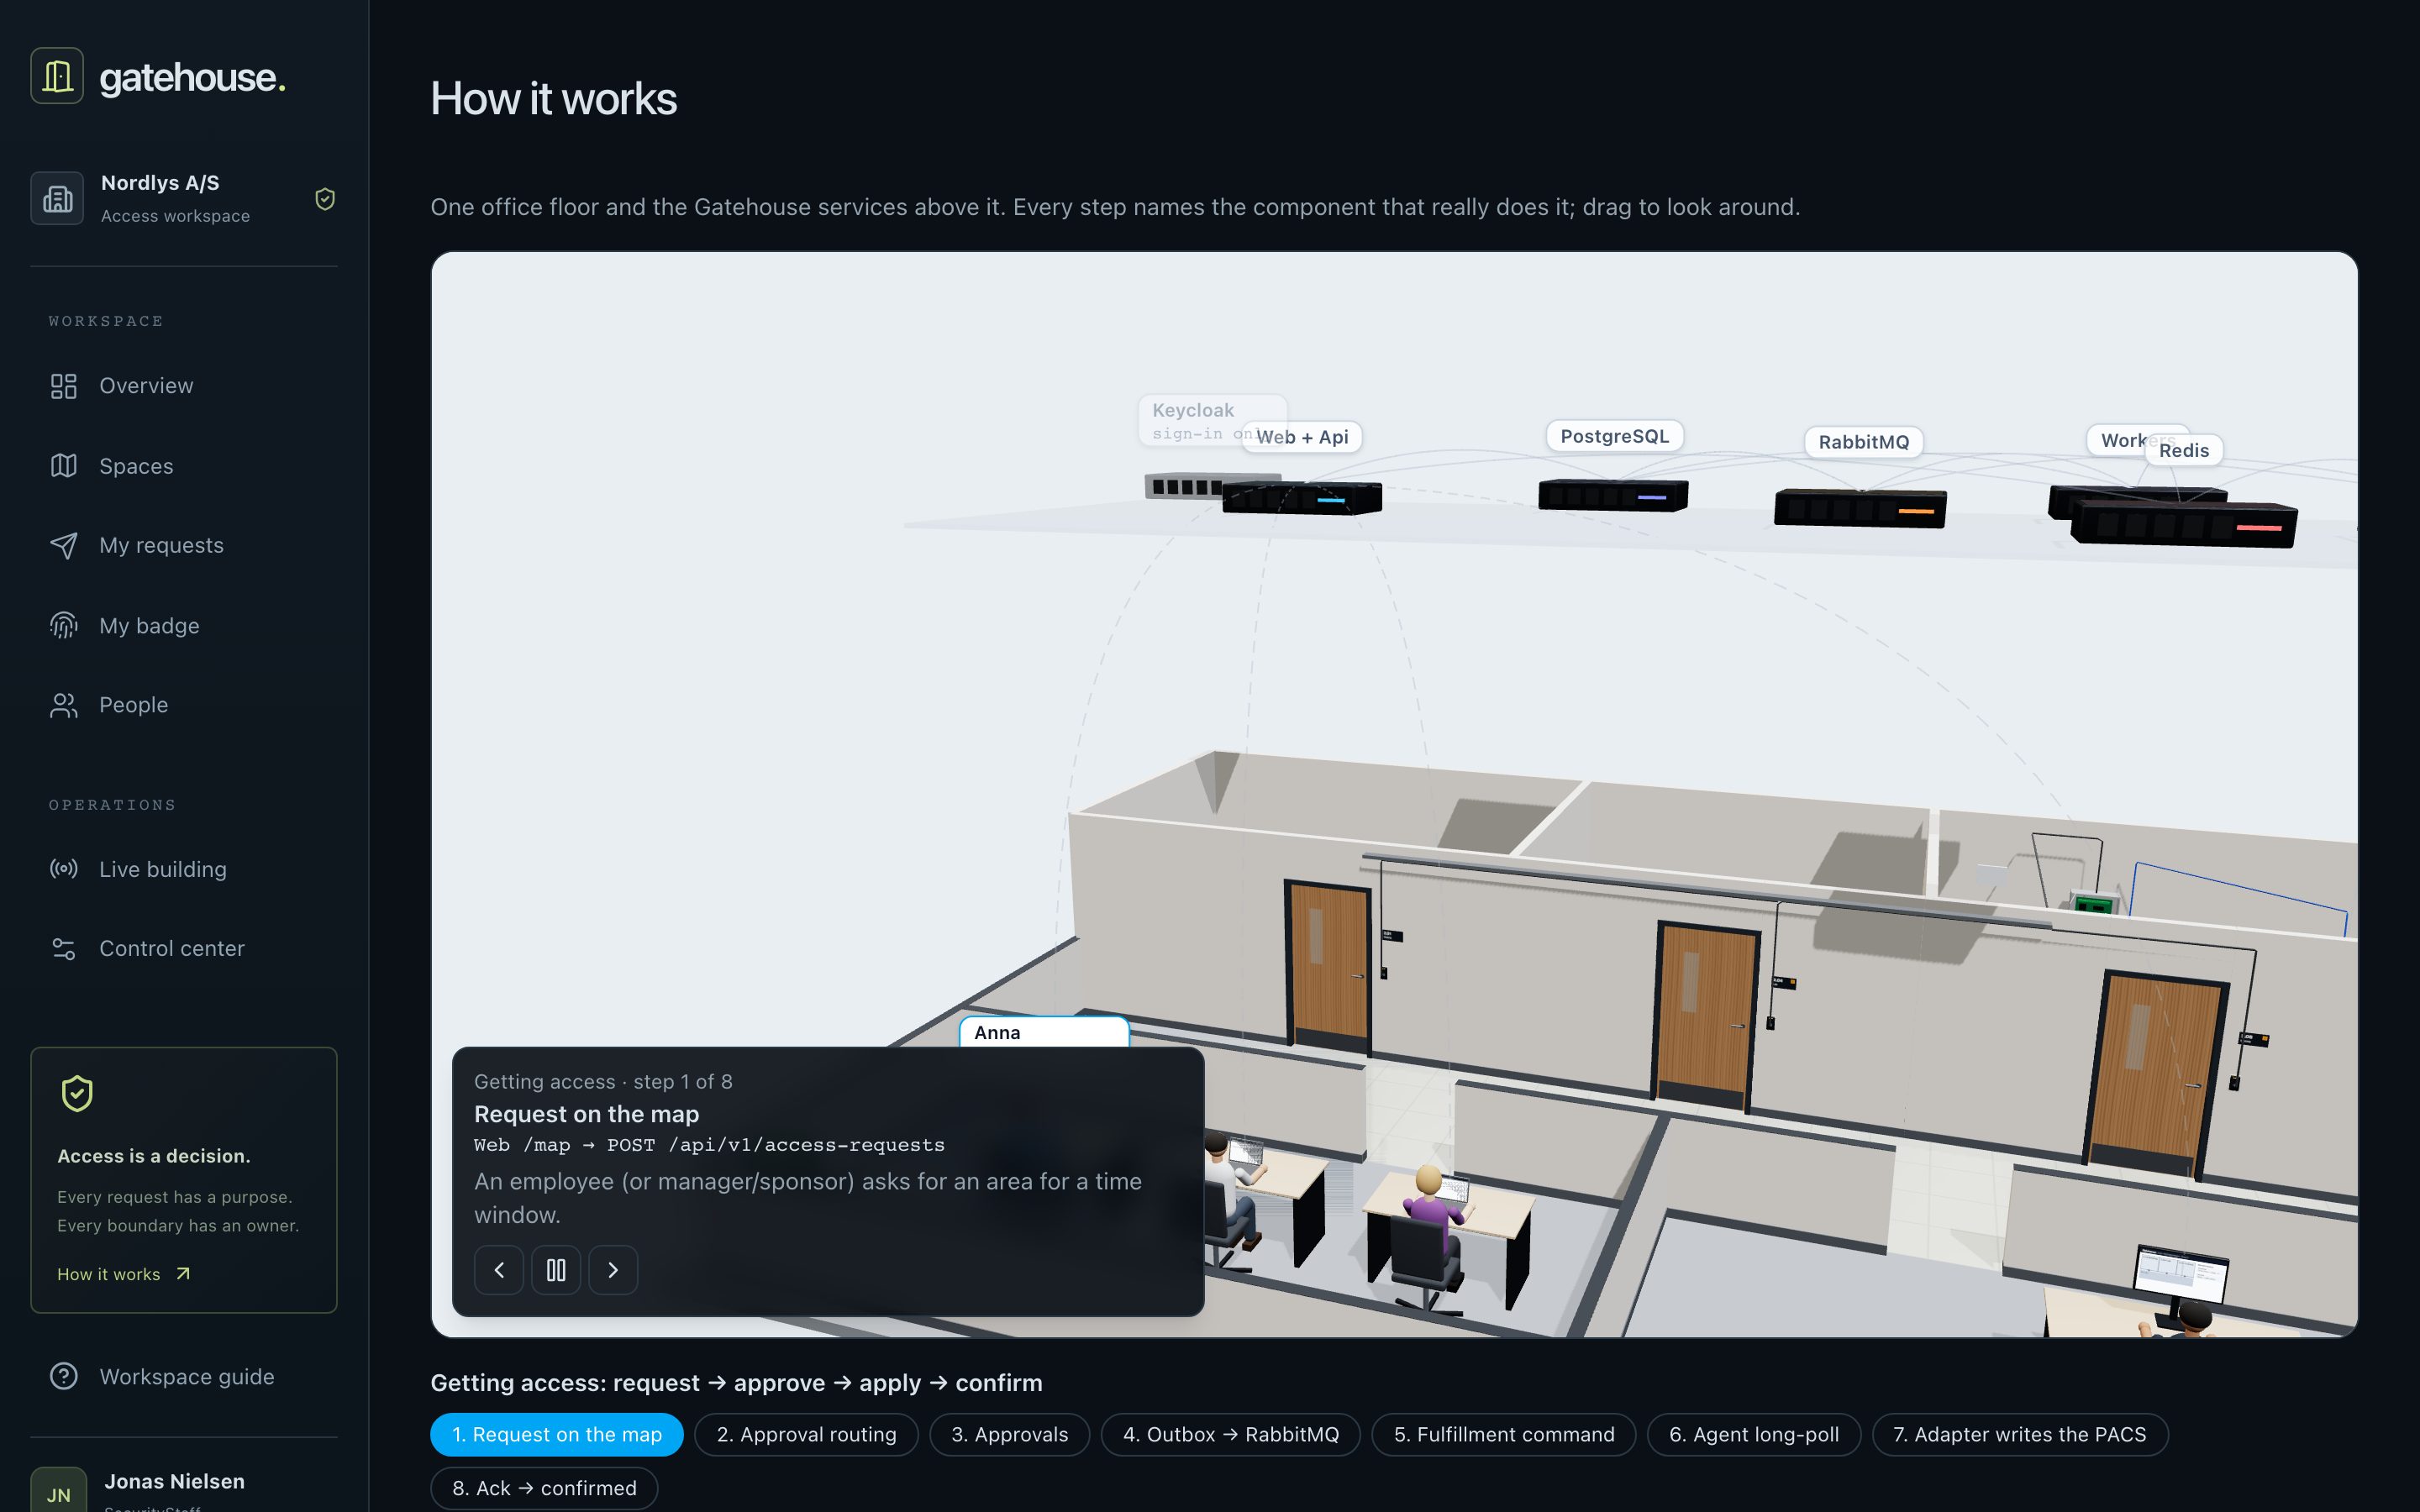 gatehouse.
Nordlys A/S
Access workspace
WORKSPACE
Overview
Spaces
My requests
My badge
People
OPERATIONS
Live building
Control center
Access is a decision.
Every request has a purpose.
Every boundary has an owner.
How it works
Workspace guide
JN
Jonas Nielsen
How it works
One office floor and the Gatehouse services above it. Every step names the component that really does it; drag to look around.
Keycloak
sign-in only
Web + Api
PostgreSQL
RabbitMQ
Workers
Redis
Anna
Getting access · step 1 of 8
Request on the map
Web /map → POST /api/v1/access-requests
An employee (or manager/sponsor) asks for an area for a time
window.
Getting access: request → approve → apply → confirm
1. Request on the map
2. Approval routing
3. Approvals
4. Outbox → RabbitMQ
5. Fulfillment command
6. Agent long-poll
7. Adapter writes the PACS
8. Ack → confirmed